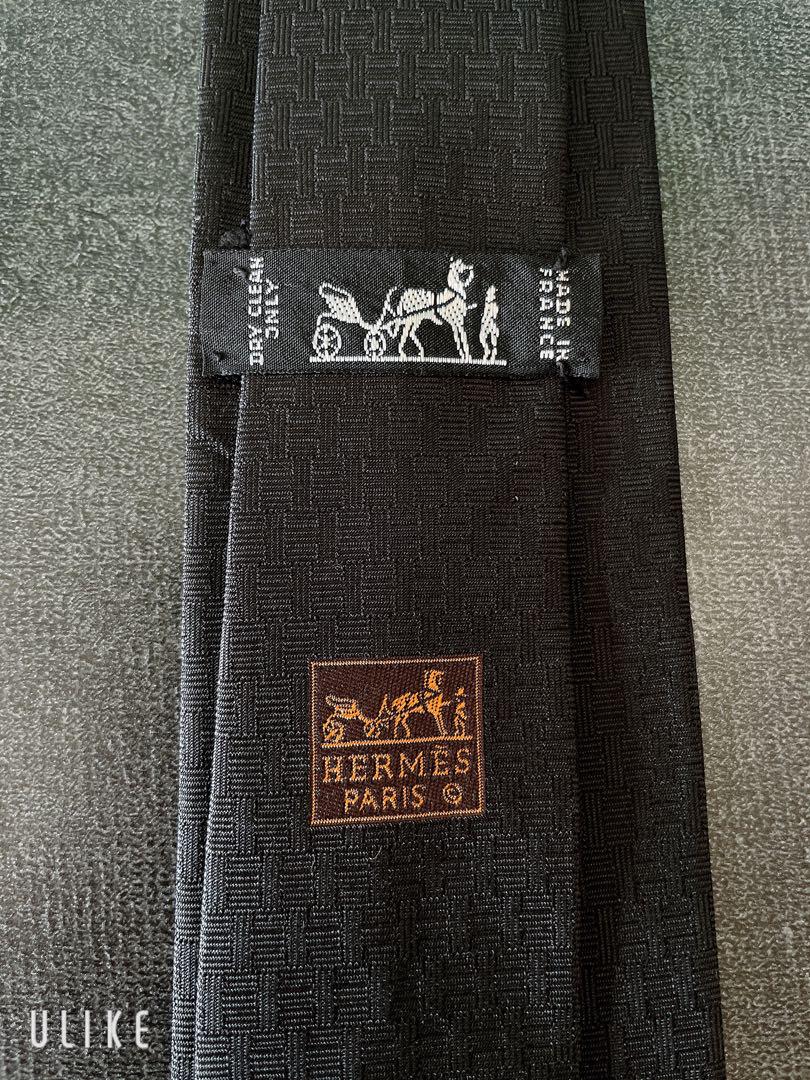 DRY CLEAN
ONLY
MADE IN
FRANCE
HERMÈS
PARIS ©
ULIKE